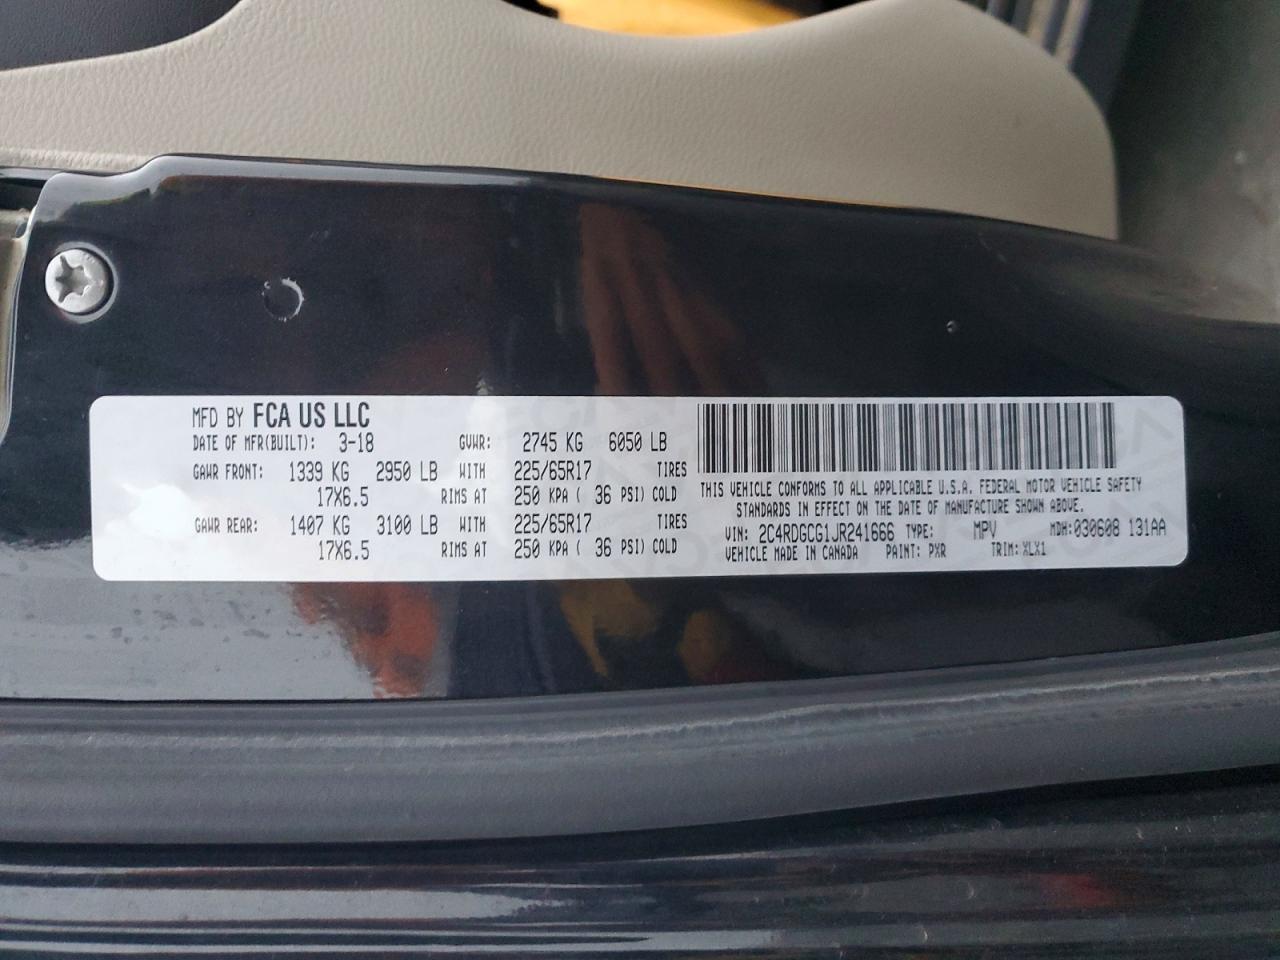 MFD BY FCA US LLC
DATE OF MFR(BUILT): 3-18 GVWR: 2745 KG 6050 LB
GAWR FRONT: 1339 KG 2950 LB WITH 225/65R17 TIRES
17X6.5 RIMS AT 250 KPA ( 36 PSI) COLD
GAWR REAR: 1407 KG 3100 LB WITH 225/65R17 TIRES
17X6.5 RIMS AT 250 KPA ( 36 PSI) COLD
THIS VEHICLE CONFORMS TO ALL APPLICABLE U.S.A. FEDERAL MOTOR VEHICLE SAFETY
STANDARDS IN EFFECT ON THE DATE OF MANUFACTURE SHOWN ABOVE.
VIN: 2C4RDGCG1JR241666 TYPE: MPV MDH: 030608 131AA
VEHICLE MADE IN CANADA PAINT: PXR TRIM: XLX1